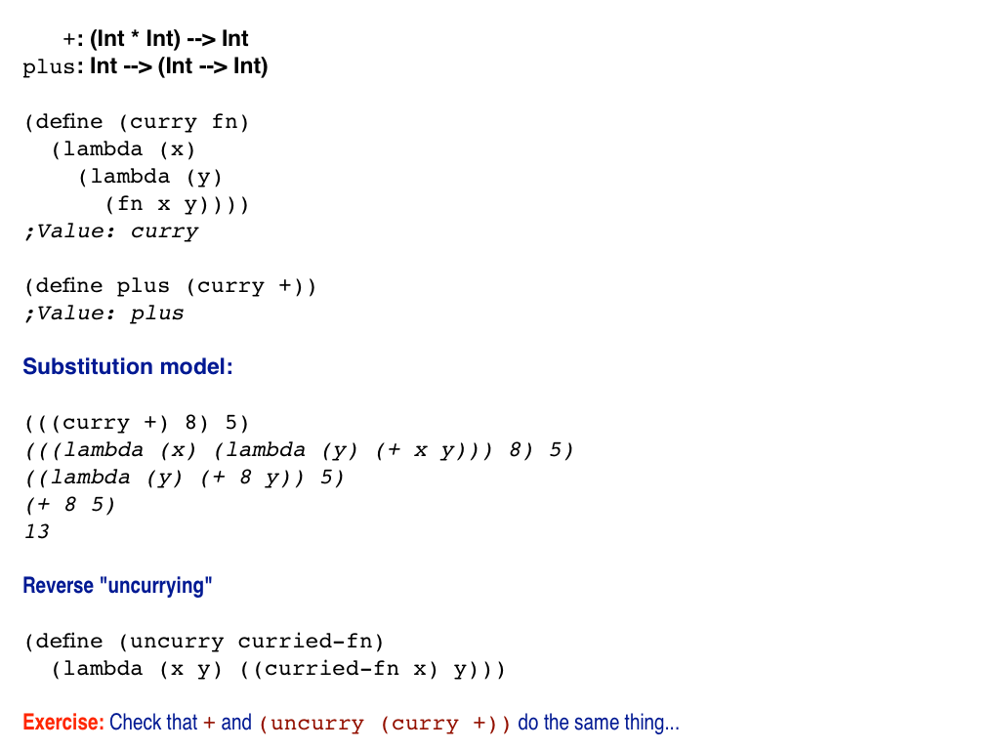 +: (Int * Int) --> Int
plus: Int --> (Int --> Int)
(define (curry fn)
(lambda (x)
(lambda (y)
(fn x y))))
;Value: curry
(define plus (curry +))
;Value: plus
Substitution model:
(((curry +) 8) 5)
(((lambda (x) (lambda (y) (+ x y))) 8) 5)
((lambda (y) (+ 8 y)) 5)
(+ 8 5)
13
Reverse "uncurrying"
(define (uncurry curried-fn)
(lambda (x y) ((curried-fn x) y)))
Exercise: Check that + and (uncurry (curry +)) do the same thing...